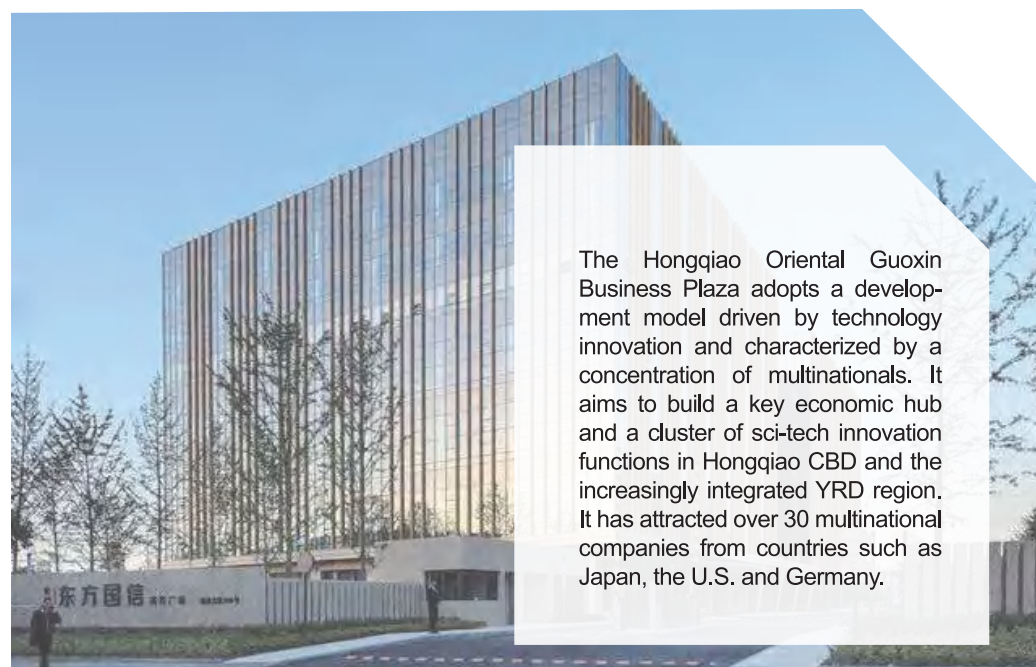 The Hongqiao Oriental Guoxin
Business Plaza adopts a develop-
ment model driven by technology
innovation and characterized by a
concentration of multinationals. It
aims to build a key economic hub
and a cluster of sci-tech innovation
functions in Hongqiao CBD and the
increasingly integrated YRD region.
It has attracted over 30 multinational
companies from countries such as
Japan, the U.S. and Germany.
东方国信